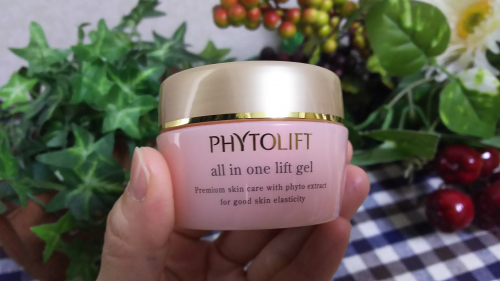 PHYTOLIFT
all in one lift gel
Premium skin care with phyto extract
for good skin elasticity